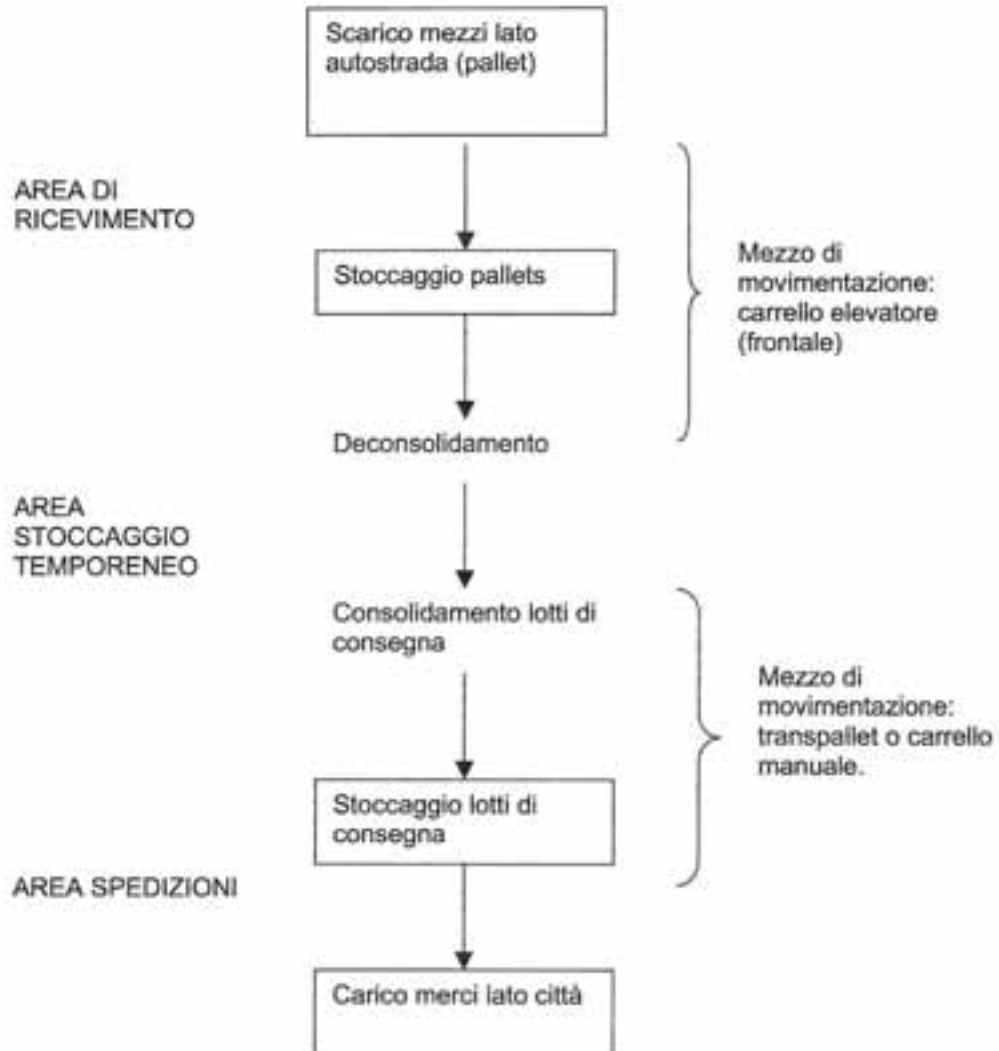 Scarico mezzi lato
autostrada (pallet)
AREA DI
RICEVIMENTO
Stoccaggio pallets
Mezzo di
movimentazione:
carrello elevatore
(frontale)
Deconsolidamento
AREA
STOCCAGGIO
TEMPORENEO
Consolidamento lotti di
consegna
Mezzo di
movimentazione:
transpallet o carrello
manuale.
Stoccaggio lotti di
consegna
AREA SPEDIZIONI
Carico merci lato città